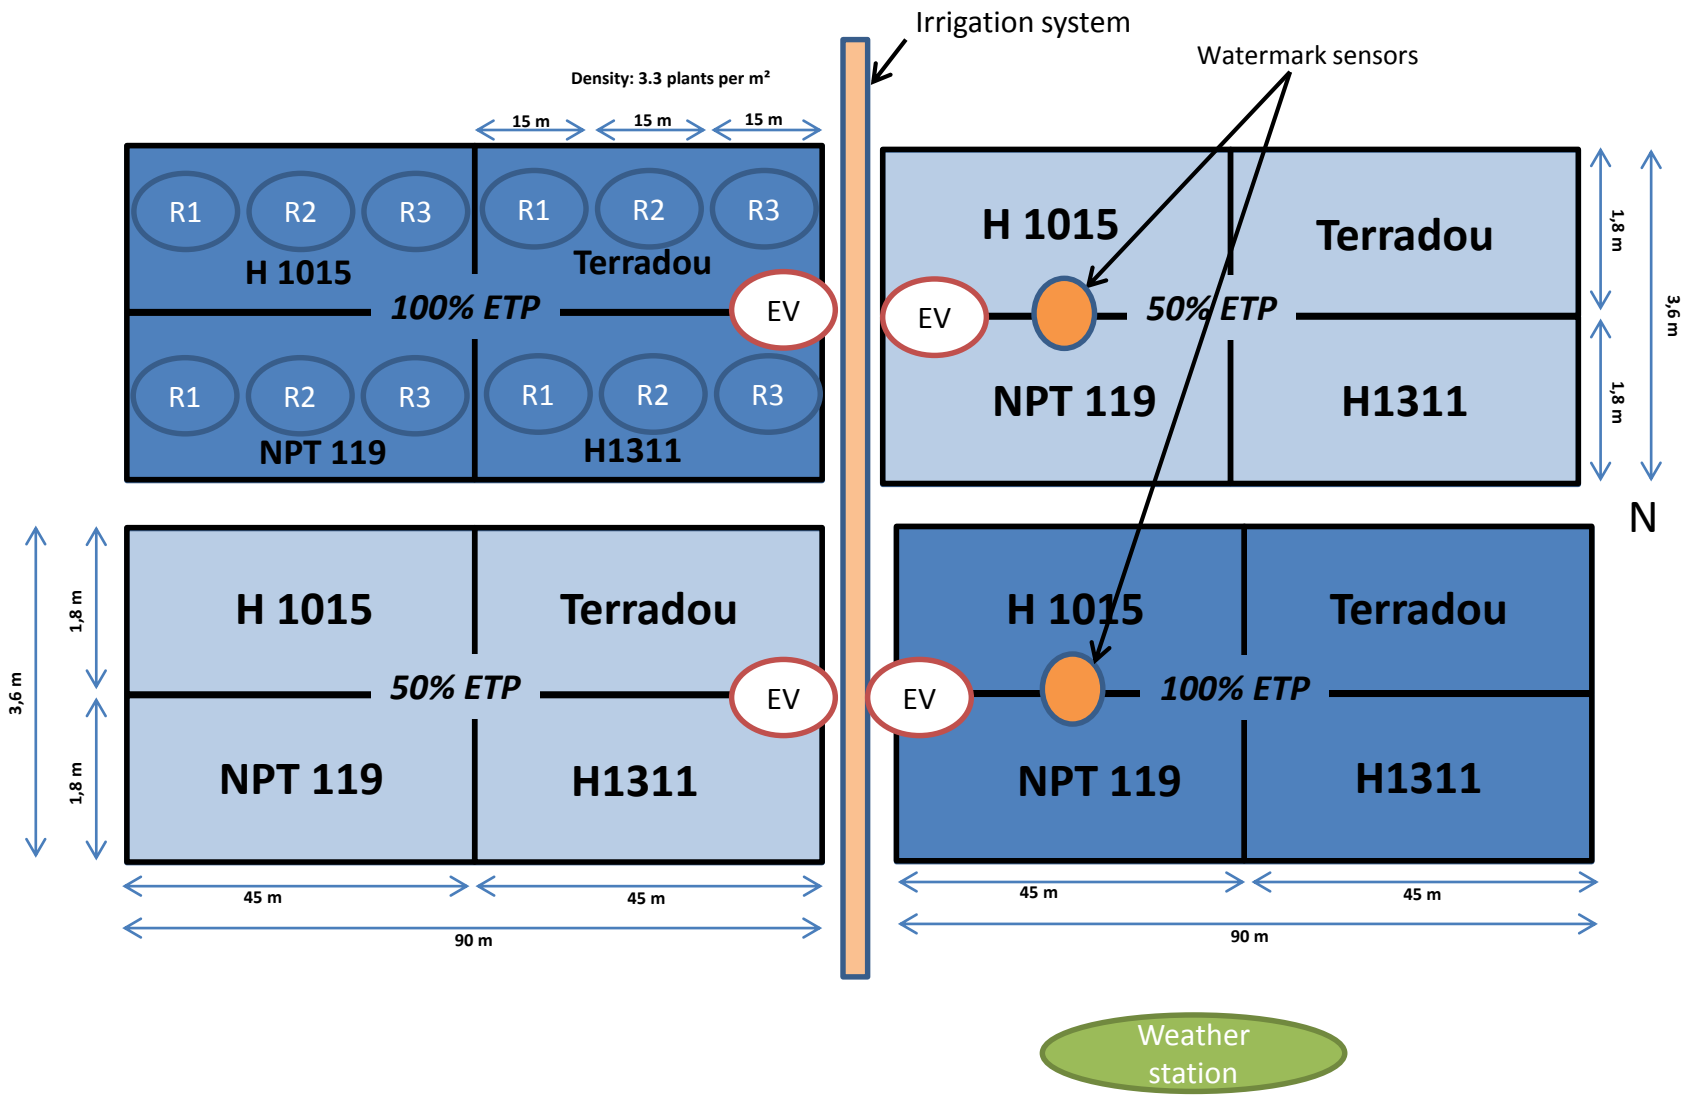 Irrigation system
Watermark sensors
Density: 3.3 plants per m²
15 m
15 m
15 m
R1
R2
R3
R1
R2
R3
H 1015
Terradou
100% ETP
EV
R1
R2
R3
R1
R2
R3
NPT 119
H1311
H 1015
Terradou
EV
50% ETP
NPT 119
H1311
1,8 m
1,8 m
3,6 m
N
3,6 m
1,8 m
1,8 m
H 1015
Terradou
50% ETP
EV
NPT 119
H1311
45 m
45 m
90 m
H 1015
Terradou
EV
100% ETP
NPT 119
H1311
45 m
45 m
90 m
Weather
station